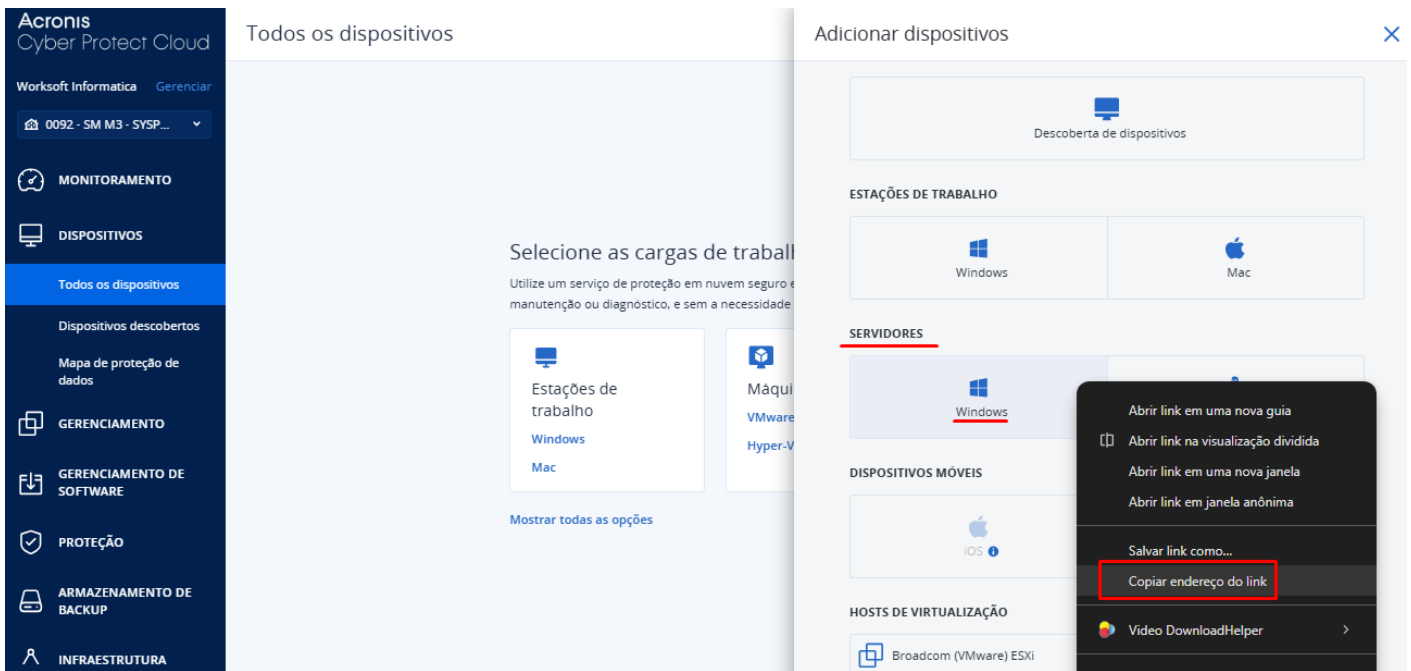 Acronis
Cyber Protect Cloud
Worksoft Informatica Gerenciar
0092 - SM M3 - SYSP...
MONITORAMENTO
DISPOSITIVOS
Todos os dispositivos
Dispositivos descobertos
Mapa de proteção de
dados
GERENCIAMENTO
GERENCIAMENTO DE
SOFTWARE
PROTEÇÃO
ARMAZENAMENTO DE
BACKUP
INFRAESTRUTURA
Todos os dispositivos
Selecione as cargas de trabalh
Utilize um serviço de proteção em nuvem seguro e
manutenção ou diagnóstico, e sem a necessidade
Estações de
trabalho
Windows
Mac
Máqui
VMware
Hyper-V
Mostrar todas as opções
Adicionar dispositivos
Descoberta de dispositivos
ESTAÇÕES DE TRABALHO
Windows
Mac
SERVIDORES
Windows
DISPOSITIVOS MÓVEIS
iOS
HOSTS DE VIRTUALIZAÇÃO
Broadcom (VMware) ESXi
Abrir link em uma nova guia
Abrir link na visualização dividida
Abrir link em uma nova janela
Abrir link em janela anônima
Salvar link como...
Copiar endereço do link
Video DownloadHelper